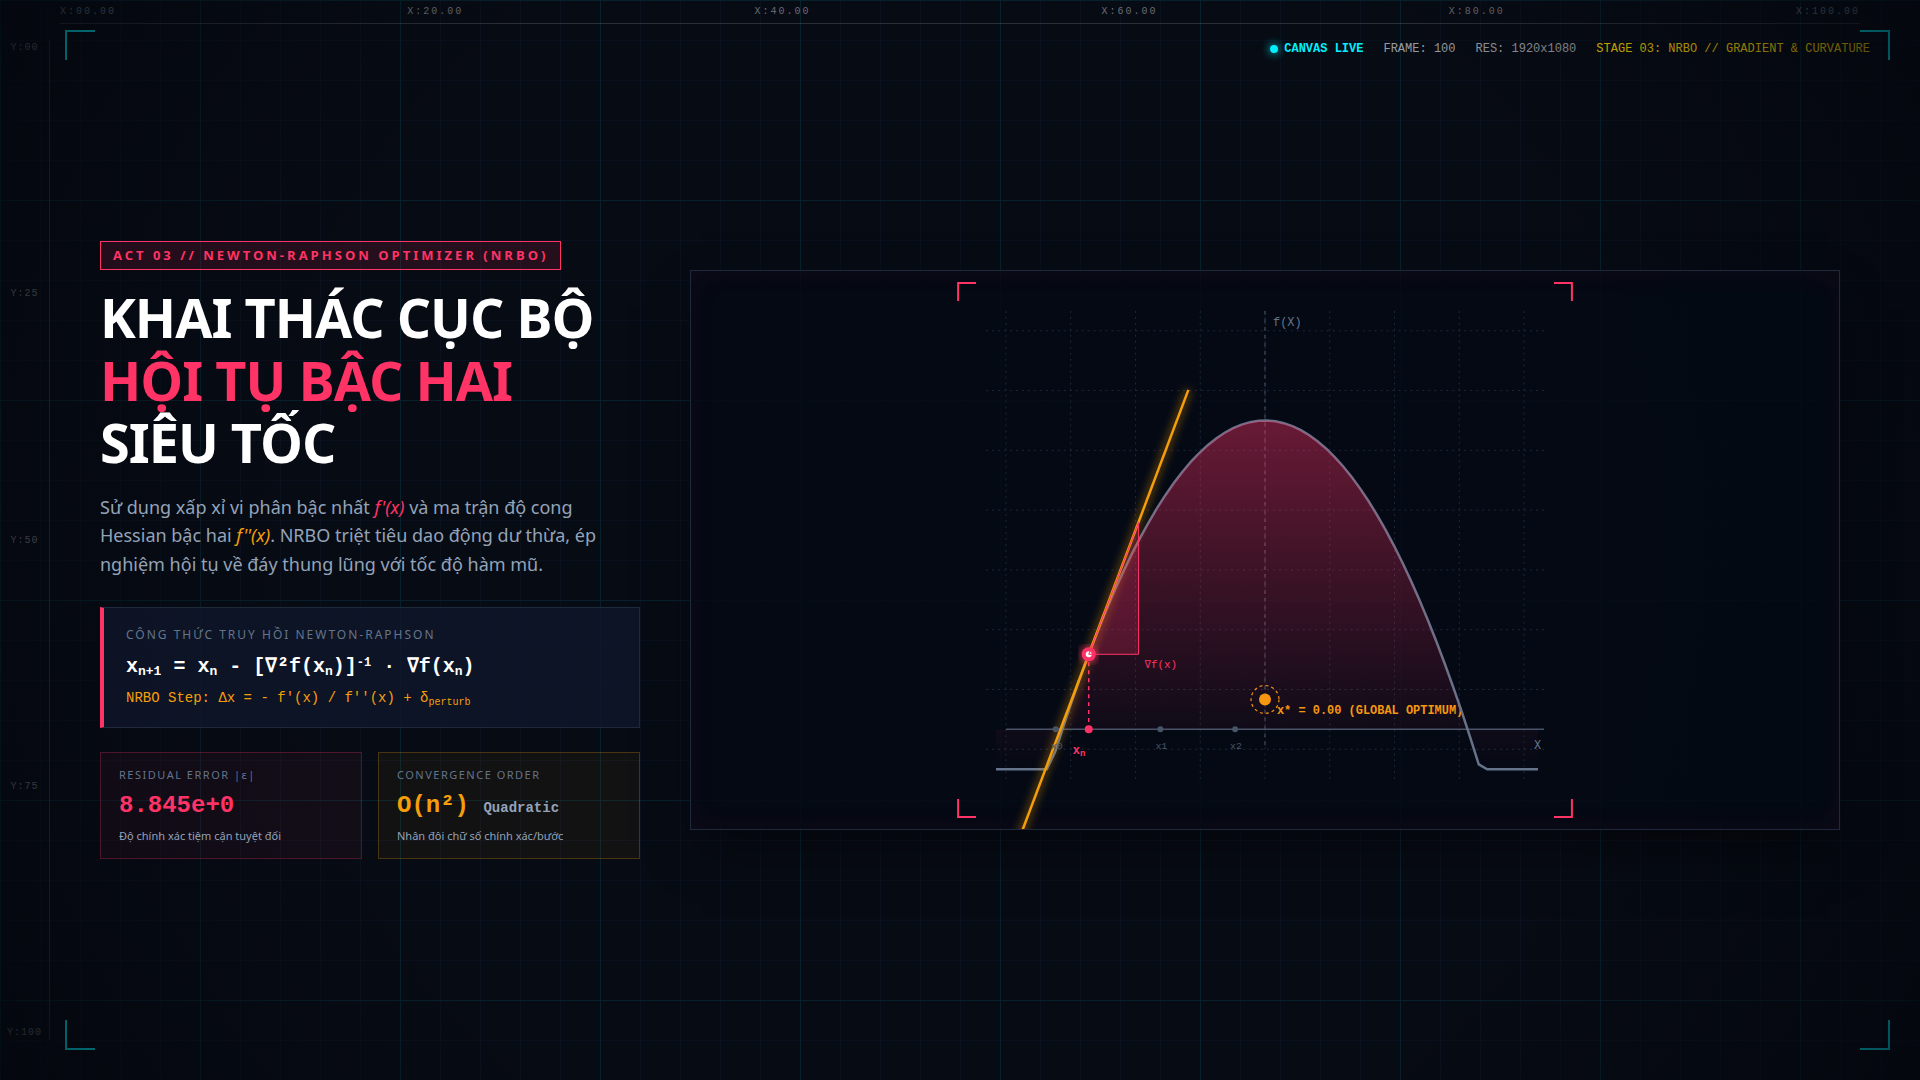 X:00.00 X:20.00 X:40.00 X:60.00 X:80.00 X:100.00
Y:00
CANVAS LIVE FRAME: 100 RES: 1920x1080 STAGE 03: NRBO // GRADIENT & CURVATURE
ACT 03 // NEWTON-RAPHSON OPTIMIZER (NRBO)
Y:25
KHAI THÁC CỤC BỘ
HỘI TỤ BẬC HAI
SIÊU TỐC
Sử dụng xấp xỉ vi phân bậc nhất f'(x) và ma trận độ cong
Hessian bậc hai f''(x). NRBO triệt tiêu dao động dư thừa, ép
nghiệm hội tụ về đáy thung lũng với tốc độ hàm mũ.
Y:50
CÔNG THỨC TRUY HỒI NEWTON-RAPHSON
xn+1 = xn - [∇²f(xn)]-1 · ∇f(xn)
NRBO Step: Δx = - f'(x) / f''(x) + δperturb
RESIDUAL ERROR |ε|
8.845e+0
Độ chính xác tiệm cận tuyệt đối
CONVERGENCE ORDER
O(n²) Quadratic
Nhân đôi chữ số chính xác/bước
Y:75
Y:100
f(X)
∇f(x)
x* = 0.00 (GLOBAL OPTIMUM)
xn x1 x2 X